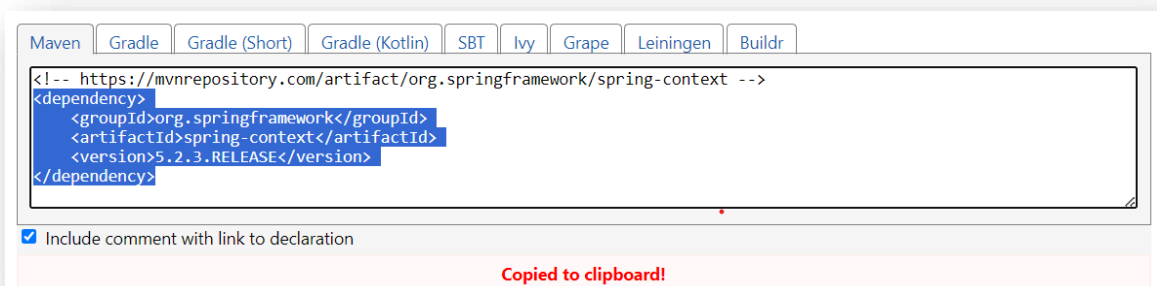 Maven Gradle Gradle (Short) Gradle (Kotlin) SBT Ivy Grape Leiningen Buildr
<!-- https://mvnrepository.com/artifact/org.springframework/spring-context -->
<dependency>
    <groupId>org.springframework</groupId>
    <artifactId>spring-context</artifactId>
    <version>5.2.3.RELEASE</version>
</dependency>
Include comment with link to declaration
Copied to clipboard!